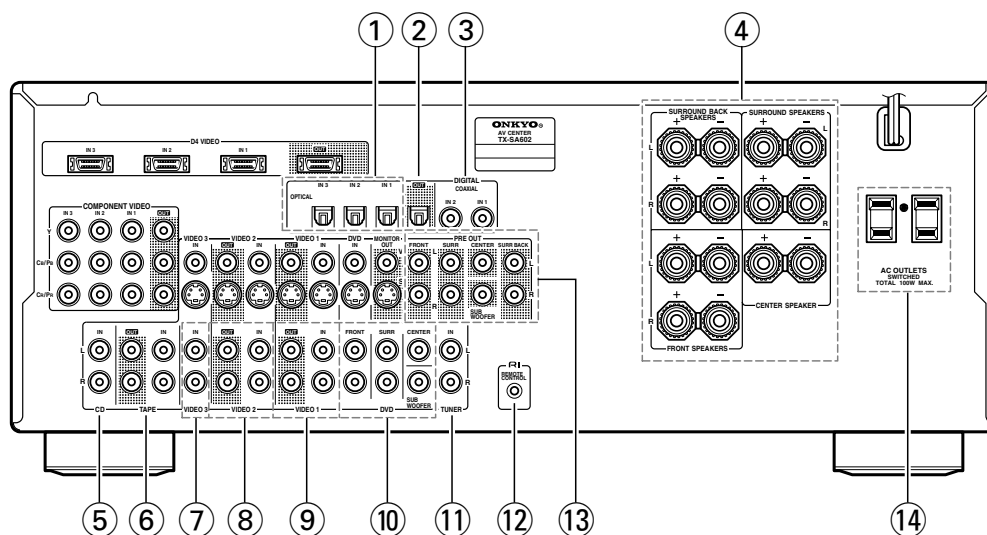 ① ② ③ ④
ONKYO®
AV CENTER
TX-SA602
D4 VIDEO
IN 3 IN 2 IN 1 OUT
DIGITAL
OPTICAL IN 3 IN 2 IN 1 OUT COAXIAL IN 2 IN 1
COMPONENT VIDEO
IN 3 IN 2 IN 1 OUT
Y
CB/PB
CR/PR
VIDEO 3 VIDEO 2 VIDEO 1 DVD MONITOR OUT
IN OUT IN OUT IN IN
PRE OUT
FRONT SURR CENTER SURR BACK
L L
R R
SUB WOOFER
IN OUT IN IN OUT IN OUT IN FRONT SURR CENTER IN
L L
R R
SUB WOOFER
CD TAPE VIDEO 3 VIDEO 2 VIDEO 1 DVD TUNER
RI
REMOTE CONTROL
SURROUND BACK SPEAKERS
+ − + −
L
R
SURROUND SPEAKERS
+ − + −
L
R
FRONT SPEAKERS
+ − + −
L
R
CENTER SPEAKER
+ −
AC OUTLETS
SWITCHED
TOTAL 100W MAX.
⑤ ⑥ ⑦ ⑧ ⑨ ⑩ ⑪ ⑫ ⑬ ⑭